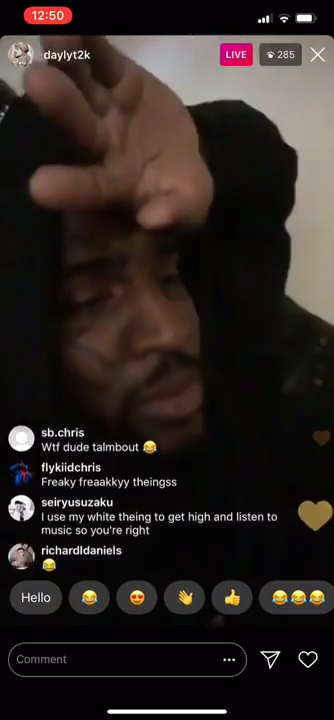 12:50
daylyt2k
LIVE
285
sb.chris
Wtf dude talmbout 😂
flykiidchris
Freaky freaakkyy theingss
seiryusuzaku
I use my white theing to get high and listen to
music so you're right
richardldaniels
😂
Hello 😂 😍 👋 👍 😂😂😂
Comment